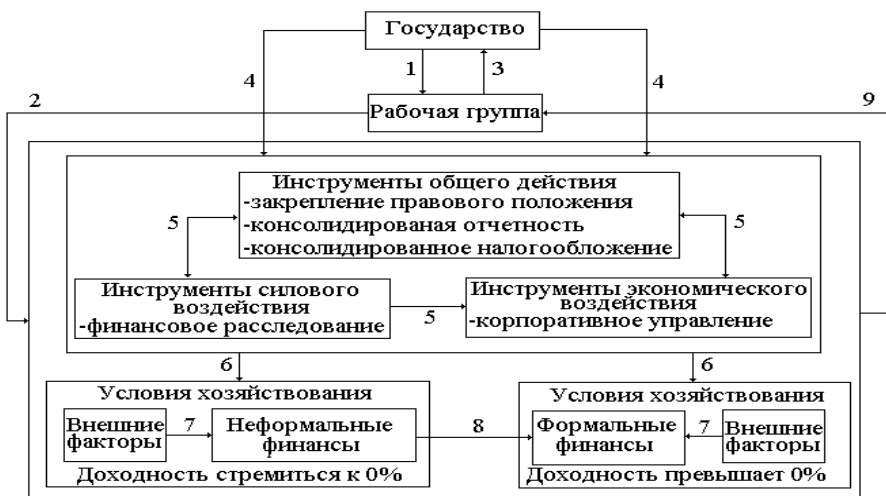 Государство
4
1
3
4
2
Рабочая группа
9
Инструменты общего действия
-закрепление правового положения
-консолидированая отчетность
-консолидированное налогообложение
5
5
Инструменты силового
воздействия
-финансовое расследование
5
Инструменты экономического
воздействия
-корпоративное управление
6
6
Условия хозяйствования
Внешние
факторы
7
Неформальные
финансы
Доходность стремиться к 0%
8
Условия хозяйствования
Формальные
финансы
7
Внешние
факторы
Доходность превышает 0%